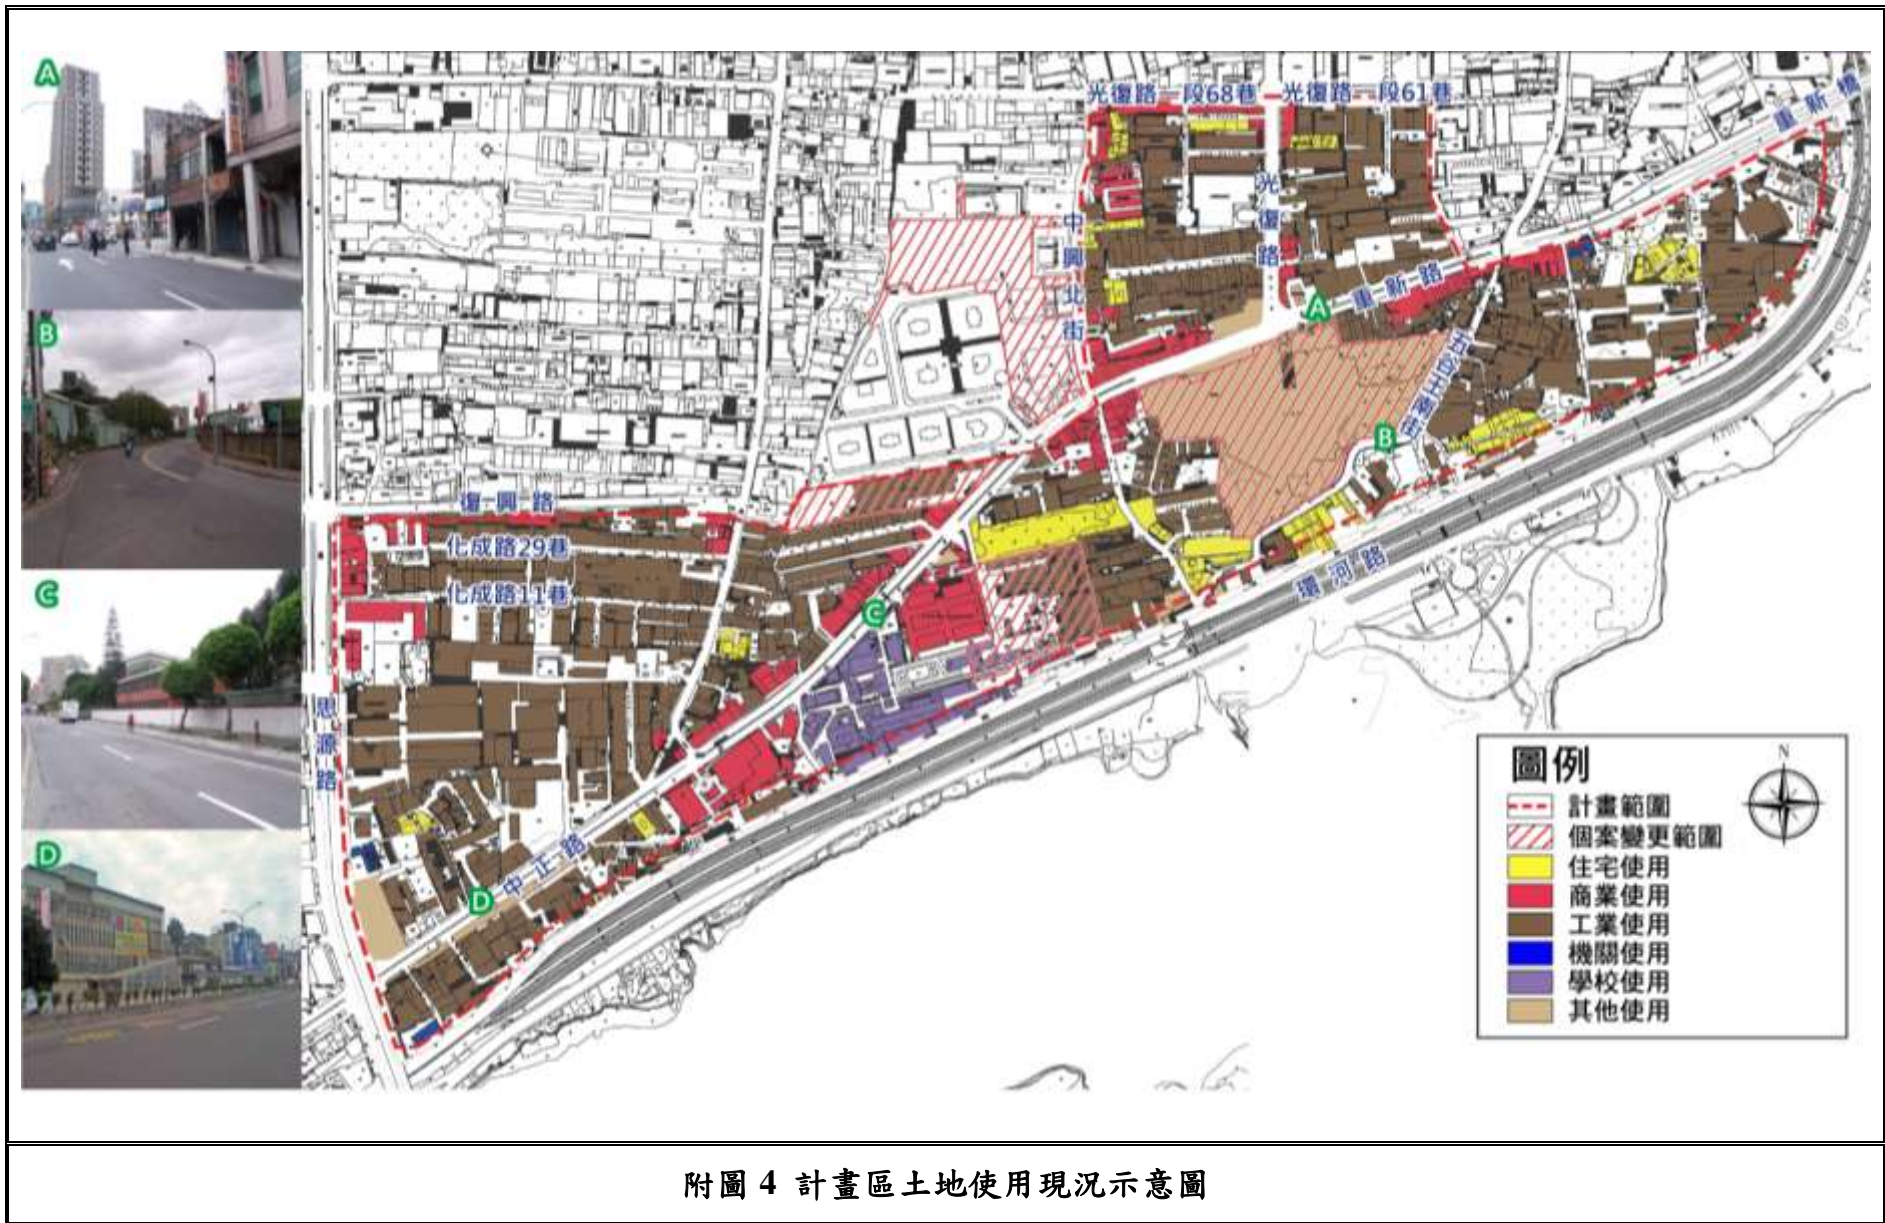 A
B
C
D
光復路一段68巷
光復路一段61巷
重新橋
中興北街
光復路
A
重新路
B
復興路
化成路29巷
化成路11巷
C
環河路
思源路
中正路
D
圖例
N
計畫範圍
個案變更範圍
住宅使用
商業使用
工業使用
機關使用
學校使用
其他使用
附圖 4 計畫區土地使用現況示意圖